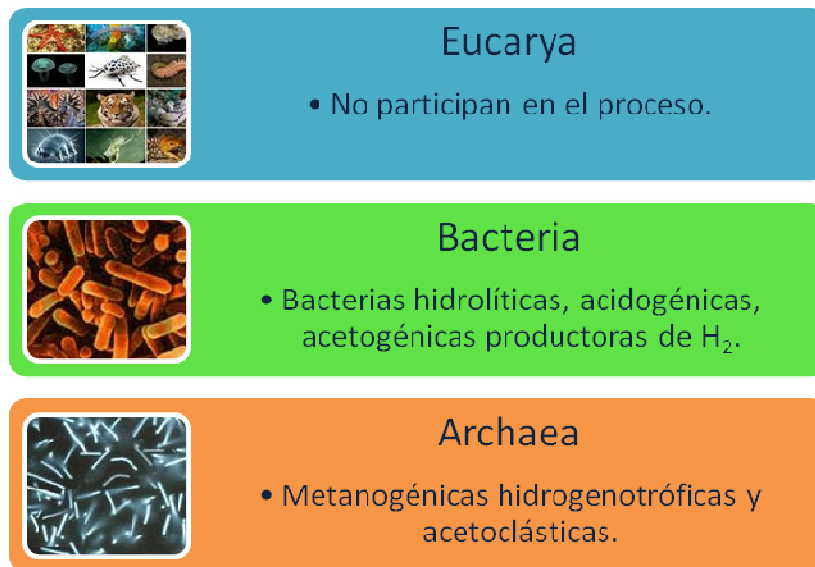 Eucarya
• No participan en el proceso.
Bacteria
• Bacterias hidrolíticas, acidogénicas,
acetogénicas productoras de H₂.
Archaea
• Metanogénicas hidrogenotróficas y
acetoclásticas.